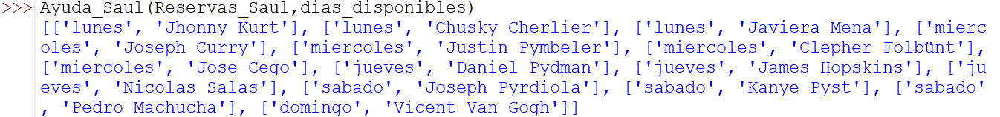 >>> Ayuda_Saul(Reservas_Saul,dias_disponibles)
[['lunes', 'Jhonny Kurt'], ['lunes', 'Chusky Cherlier'], ['lunes', 'Javiera Mena'], ['mierc
oles', 'Joseph Curry'], ['miercoles', 'Justin Pymbeler'], ['miercoles', 'Clepher Folbünt'],
['miercoles', 'Jose Cego'], ['jueves', 'Daniel Pydman'], ['jueves', 'James Hopskins'], ['ju
eves', 'Nicolas Salas'], ['sabado', 'Joseph Pyrdiola'], ['sabado', 'Kanye Pyst'], ['sabado'
, 'Pedro Machucha'], ['domingo', 'Vicent Van Gogh']]